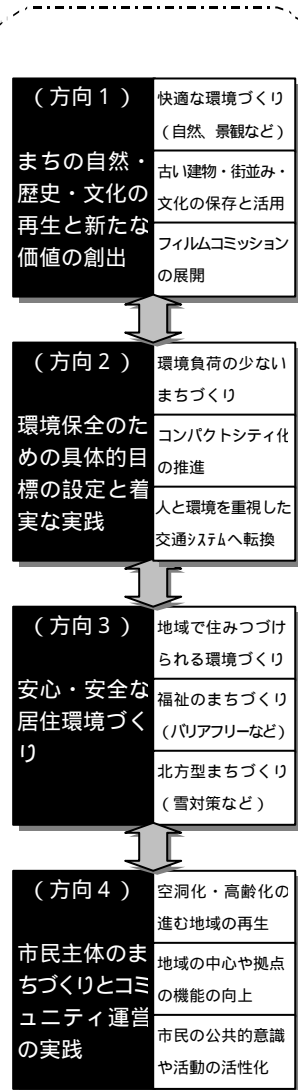 （方向１）
まちの自然・
歴史・文化の
再生と新たな
価値の創出
快適な環境づくり
（自然、景観など）
古い建物・街並み・
文化の保存と活用
フィルムコミッション
の展開
（方向２）
環境保全のた
めの具体的目
標の設定と着
実な実践
環境負荷の少ない
まちづくり
コンパクトシティ化
の推進
人と環境を重視した
交通システムへ転換
（方向３）
安心・安全な
居住環境づく
り
地域で住みつづけ
られる環境づくり
福祉のまちづくり
（バリアフリーなど）
北方型まちづくり
（雪対策など）
（方向４）
市民主体のま
ちづくりとコミ
ュニティ運営
の実践
空洞化・高齢化の
進む地域の再生
地域の中心や拠点
の機能の向上
市民の公共的意識
や活動の活性化